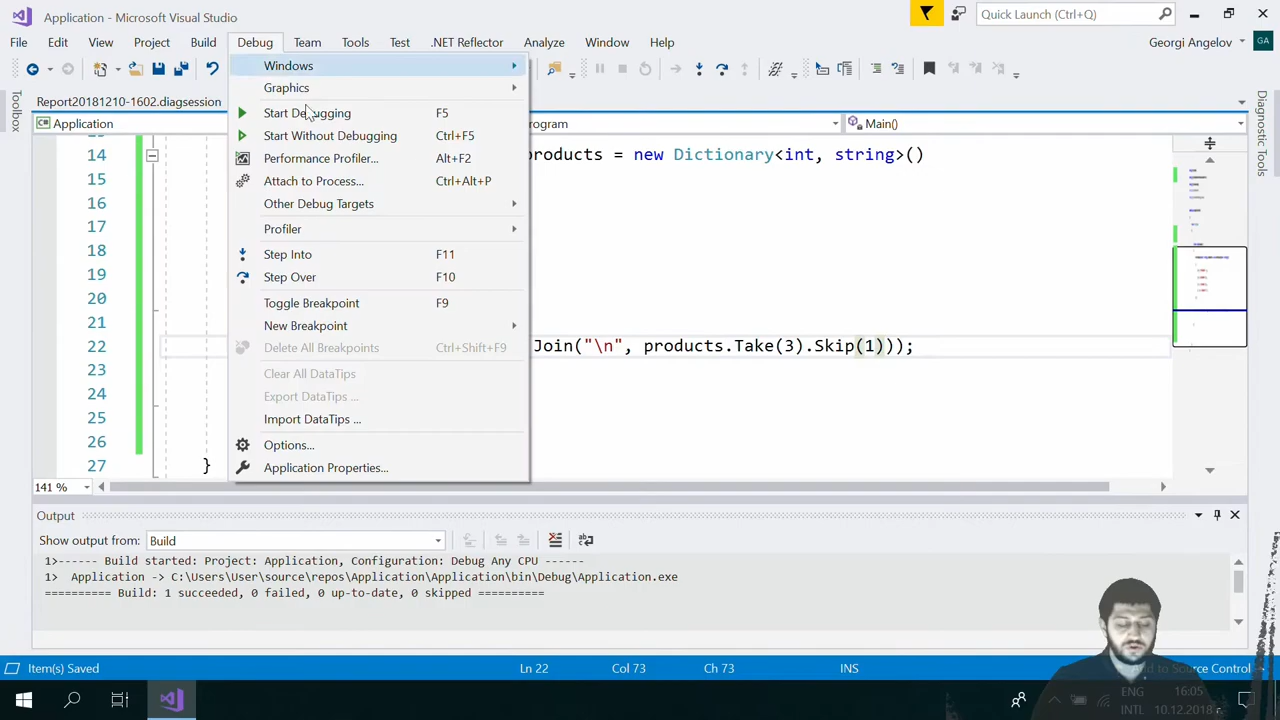 Application - Microsoft Visual Studio
Quick Launch (Ctrl+Q)
File Edit View Project Build Debug Team Tools Test .NET Reflector Analyze Window Help
Georgi Angelov GA
Report20181210-1602.diagsession
Application
rogram
Main()
Toolbox
Diagnostic Tools
Windows
Graphics
Start Debugging F5
Start Without Debugging Ctrl+F5
Performance Profiler... Alt+F2
Attach to Process... Ctrl+Alt+P
Other Debug Targets
Profiler
Step Into F11
Step Over F10
Toggle Breakpoint F9
New Breakpoint
Delete All Breakpoints Ctrl+Shift+F9
Clear All DataTips
Export DataTips ...
Import DataTips ...
Options...
Application Properties...
14 products = new Dictionary<int, string>()
15
16
17
18
19
20
21
22 Join("\n", products.Take(3).Skip(1)));
23
24
25
26
27 }
141 %
Output
Show output from: Build
1>------ Build started: Project: Application, Configuration: Debug Any CPU ------
1> Application -> C:\Users\User\source\repos\Application\Application\bin\Debug\Application.exe
========== Build: 1 succeeded, 0 failed, 0 up-to-date, 0 skipped ==========
Item(s) Saved Ln 22 Col 73 Ch 73 INS to Source Control
ENG
INTL
16:05
10.12.2018